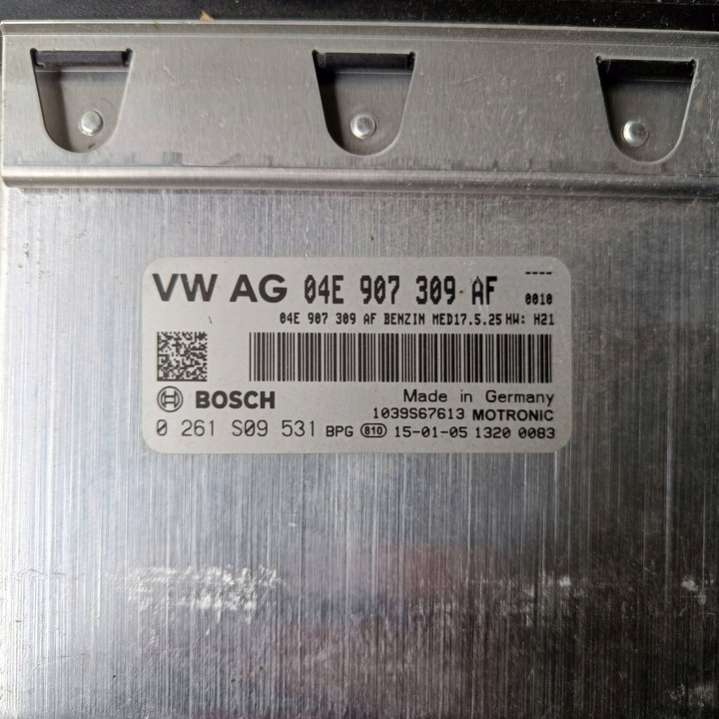 VW AG 04E 907 309 AF ----
0010
04E 907 309 AF BENZIN MED17.5.25 HW: H21
BOSCH Made in Germany
1039S67613 MOTRONIC
0 261 S09 531 BPG 810 15-01-05 1320 0083